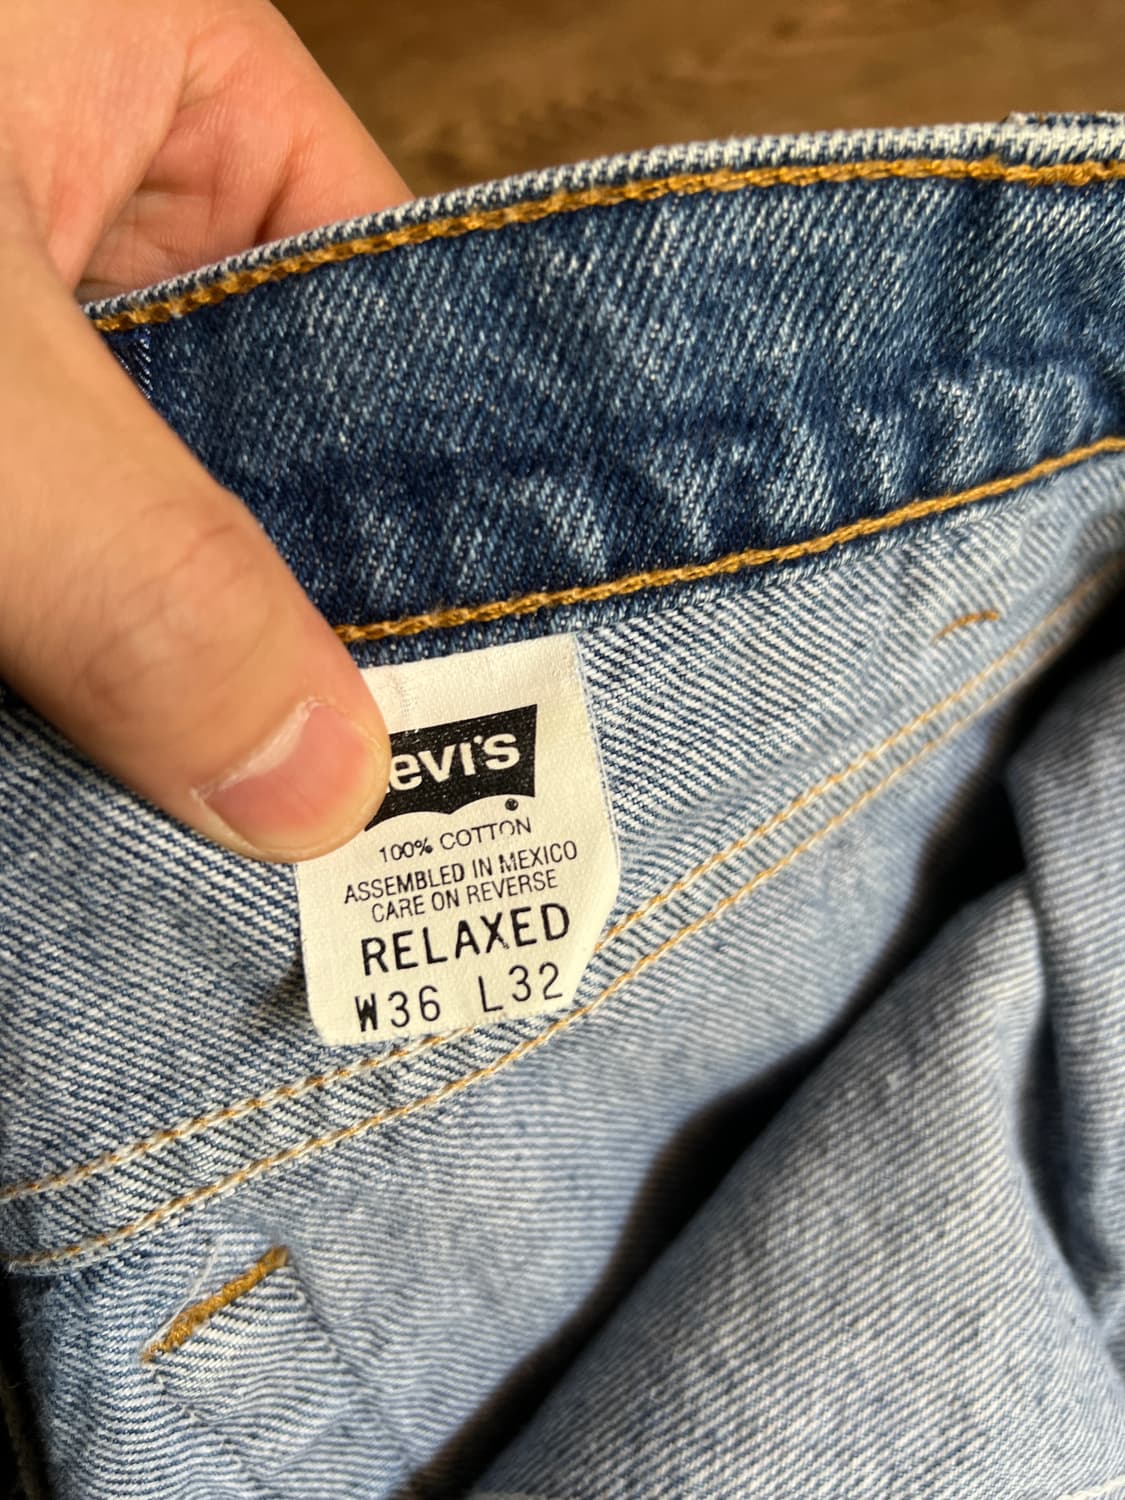 evi's
100% COTTON
ASSEMBLED IN MEXICO
CARE ON REVERSE
RELAXED
W36 L32